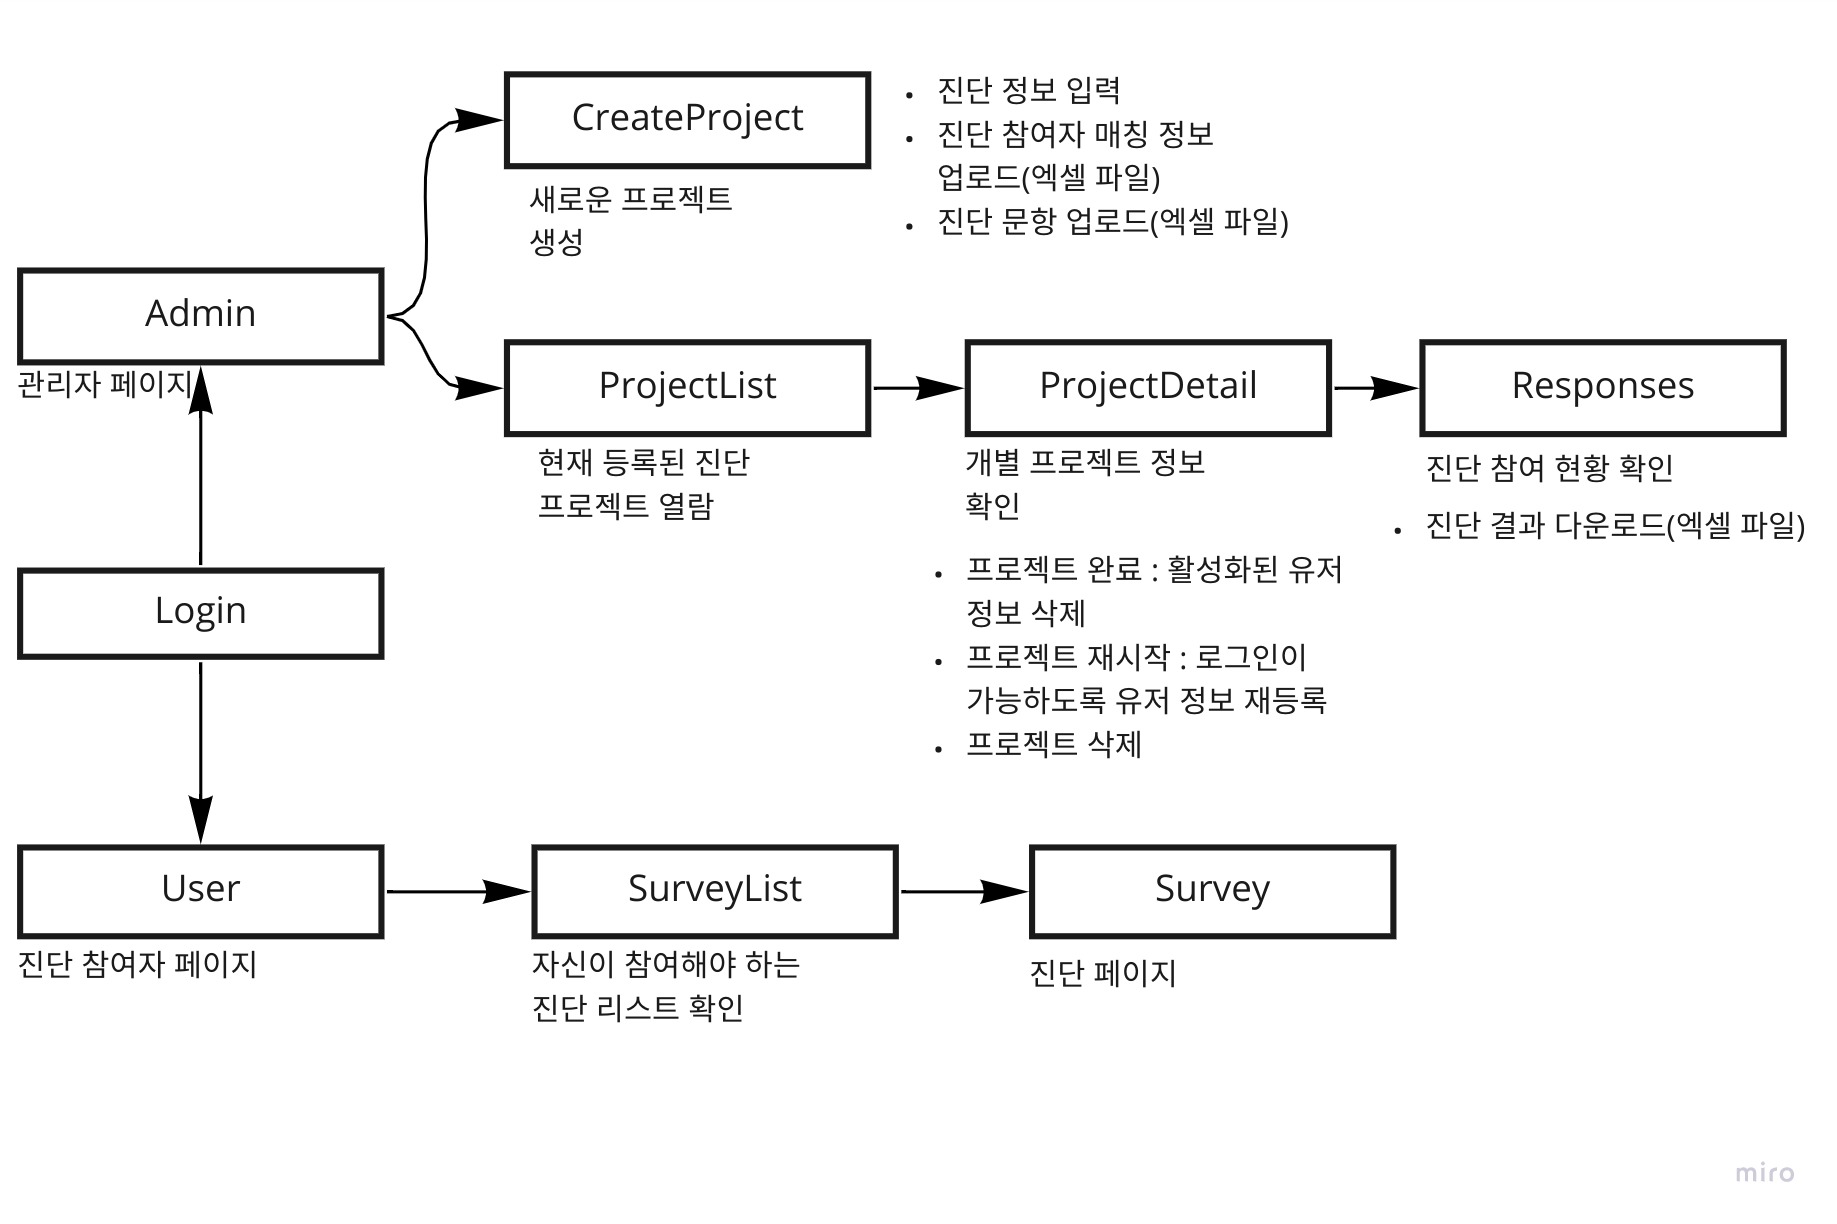 CreateProject
새로운 프로젝트
생성
• 진단 정보 입력
• 진단 참여자 매칭 정보
업로드(엑셀 파일)
• 진단 문항 업로드(엑셀 파일)
Admin
관리자 페이지
ProjectList
현재 등록된 진단
프로젝트 열람
ProjectDetail
개별 프로젝트 정보
확인
• 프로젝트 완료 : 활성화된 유저
정보 삭제
• 프로젝트 재시작 : 로그인이
가능하도록 유저 정보 재등록
• 프로젝트 삭제
Responses
진단 참여 현황 확인
• 진단 결과 다운로드(엑셀 파일)
Login
User
진단 참여자 페이지
SurveyList
자신이 참여해야 하는
진단 리스트 확인
Survey
진단 페이지
miro